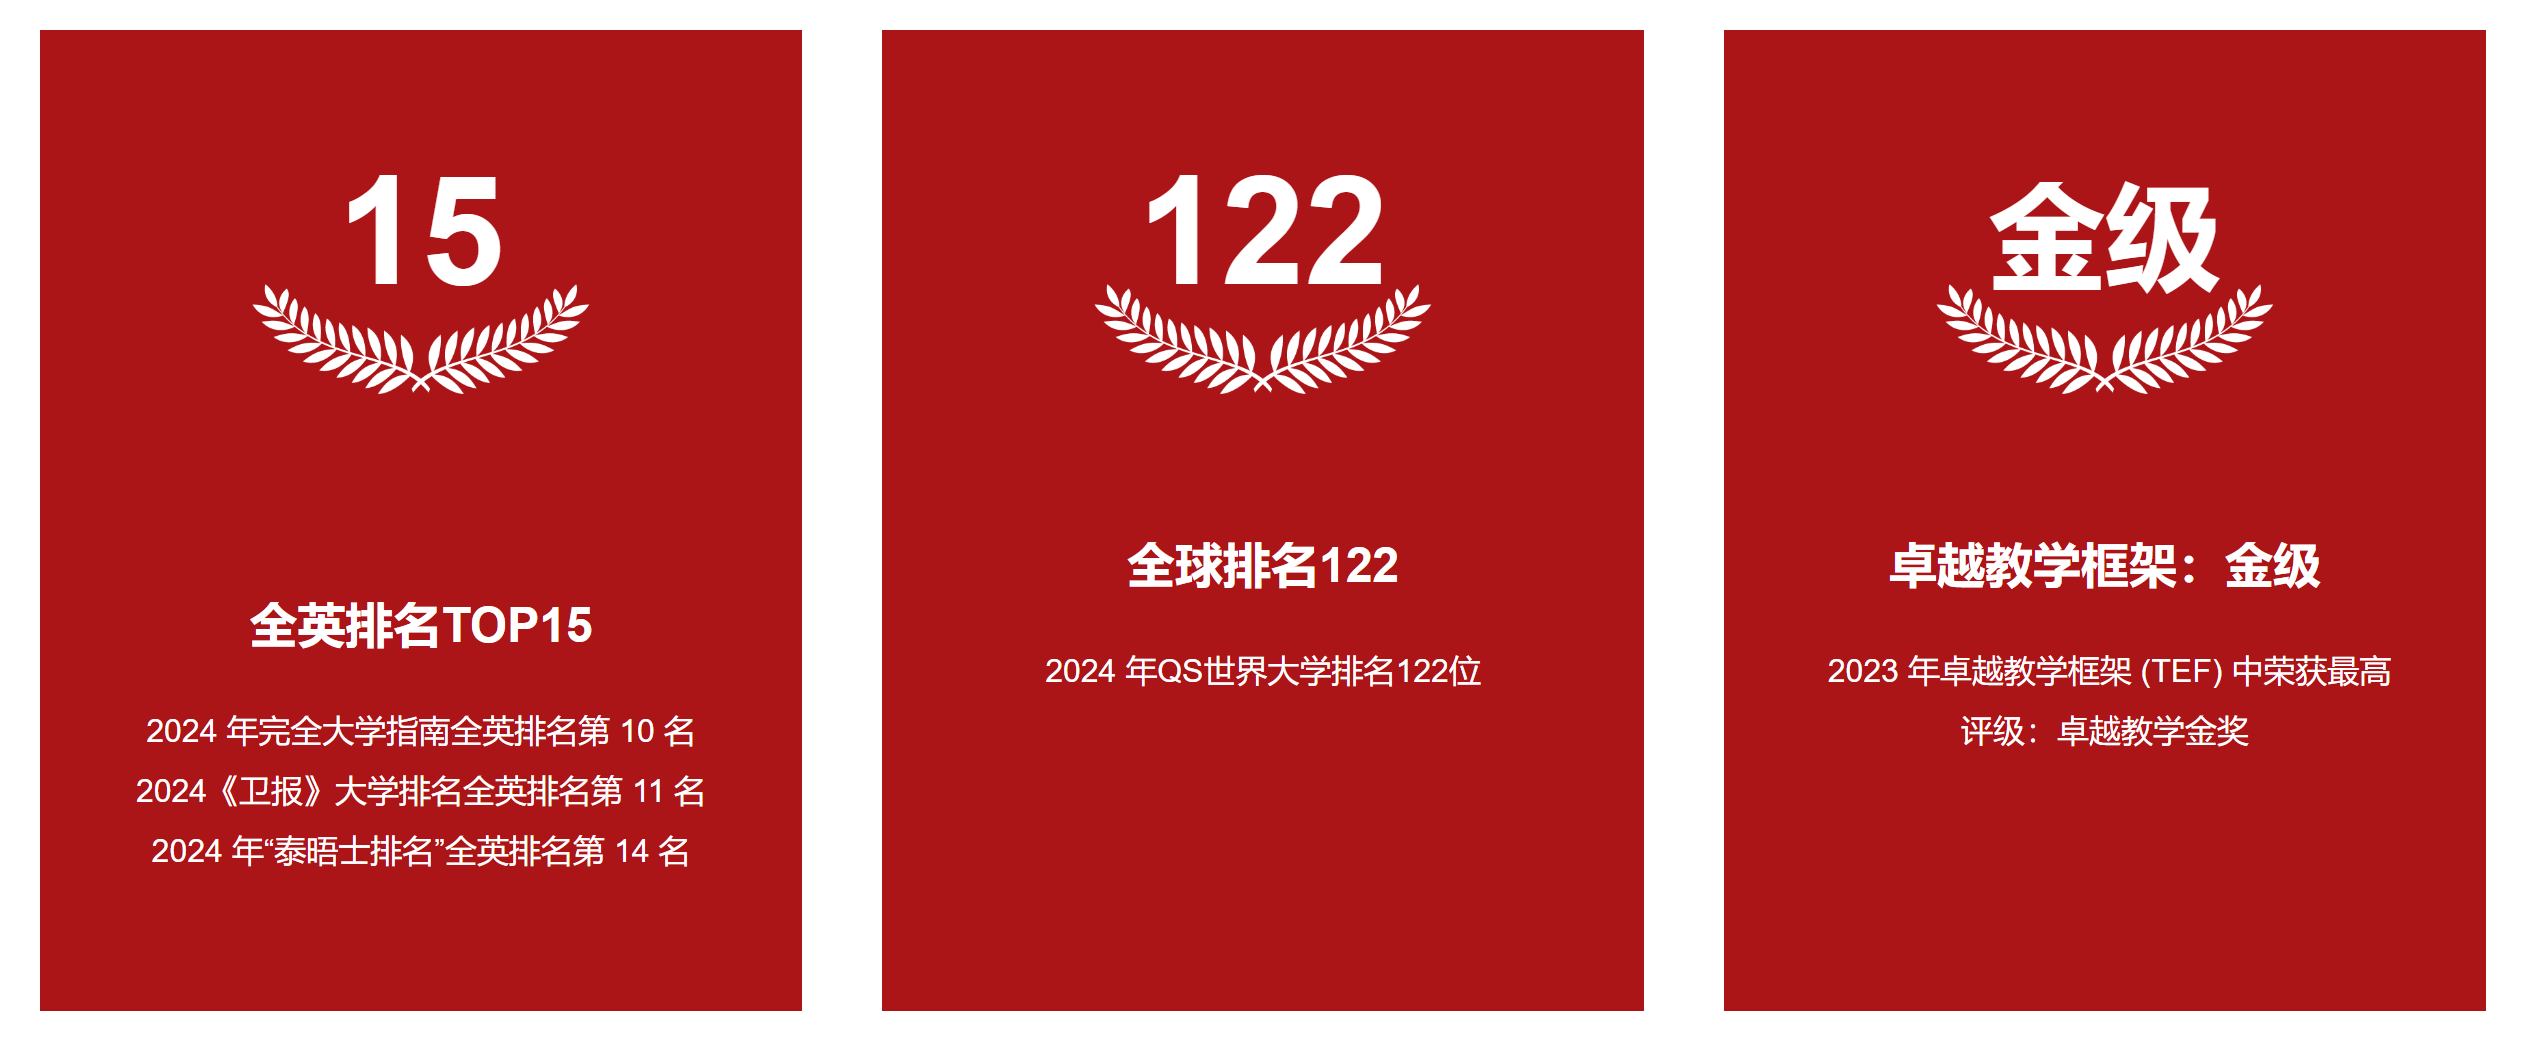 15
全英排名TOP15
2024 年完全大学指南全英排名第 10 名
2024《卫报》大学排名全英排名第 11 名
2024 年“泰晤士排名”全英排名第 14 名
122
全球排名122
2024 年QS世界大学排名122位
金级
卓越教学框架：金级
2023 年卓越教学框架 (TEF) 中荣获最高
评级：卓越教学金奖